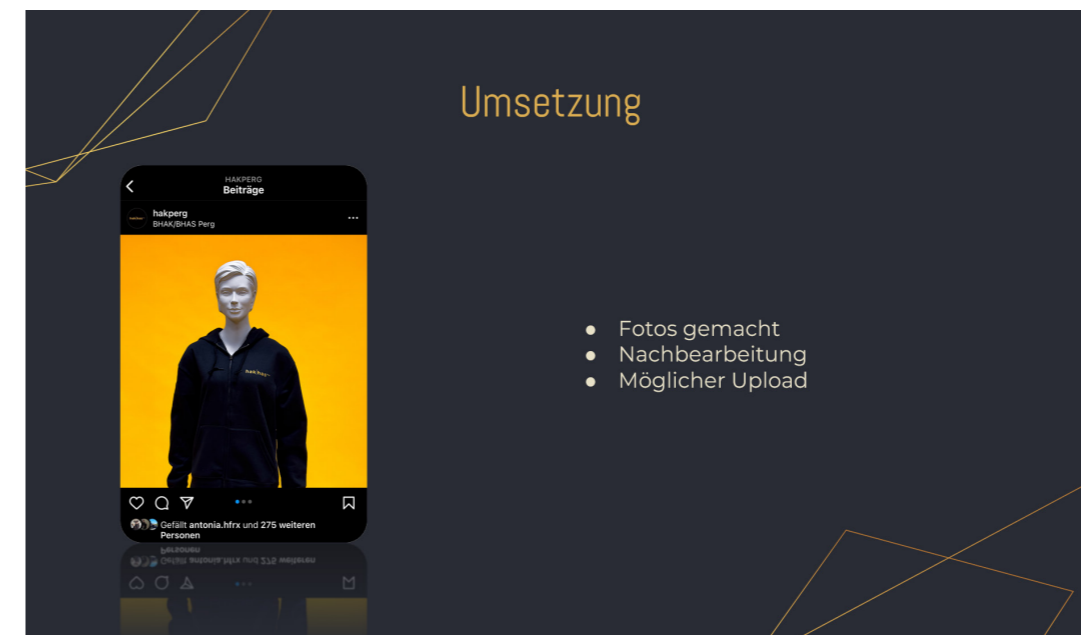 Umsetzung
HAKPERG
Beiträge
hakperg
BHAK/BHAS Perg
Gefällt antonia.hfrx und 275 weiteren
Personen
● Fotos gemacht
● Nachbearbeitung
● Möglicher Upload